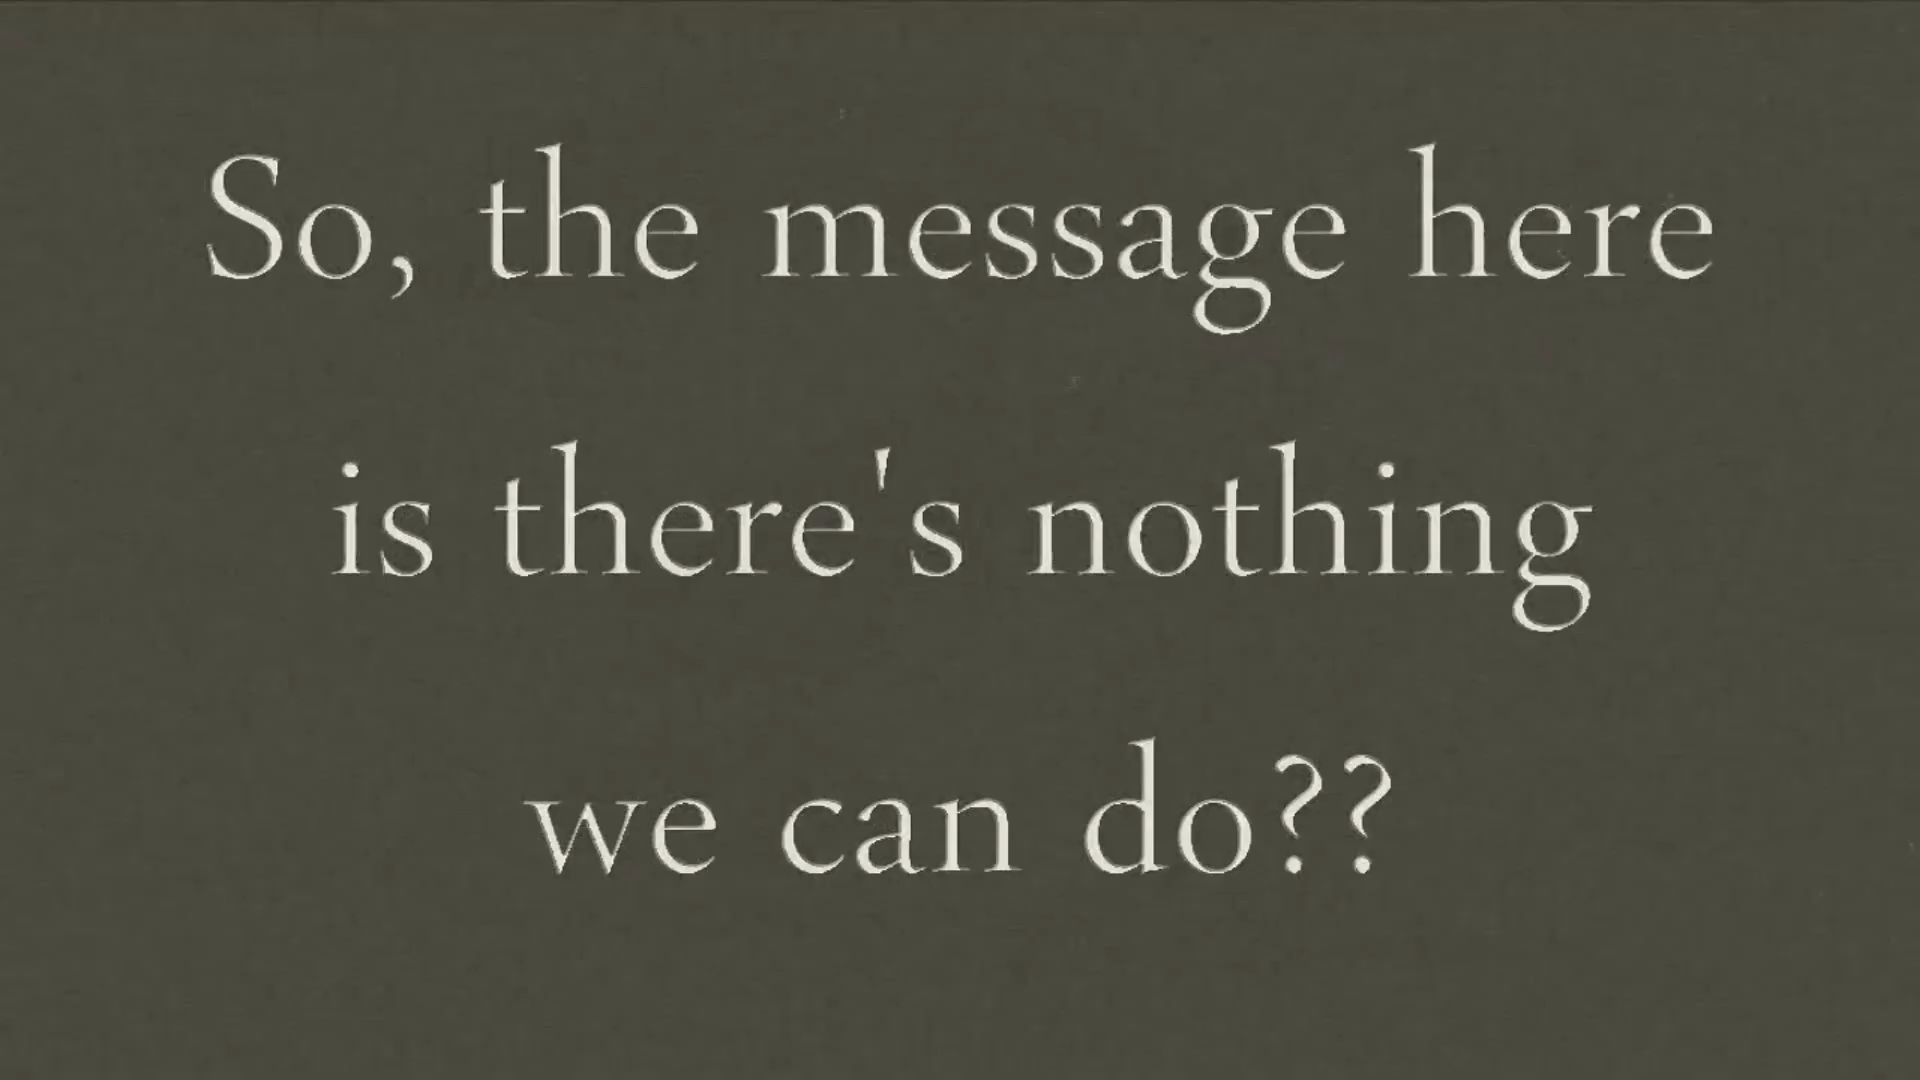 So, the message here
is there's nothing
we can do??